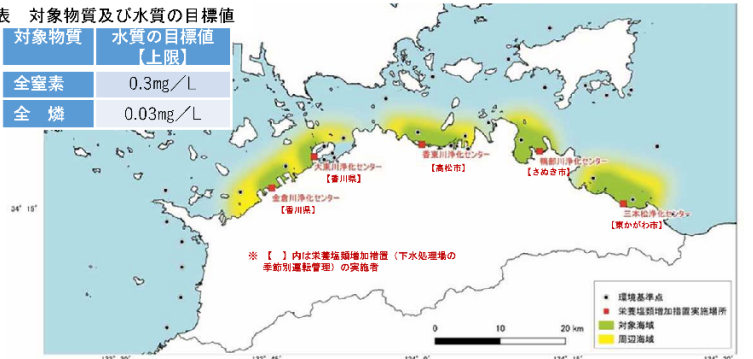 表 対象物質及び水質の目標値
対象物質 水質の目標値
【上限】
全窒素 0.3㎎／L
全 燐 0.03㎎／L
香東川浄化センター
【高松市】
鴨部川浄化センター
【さぬき市】
大束川浄化センター
【香川県】
金倉川浄化センター
【香川県】
三本松浄化センター
【東かがわ市】
34° 15'
※ 【 】内は栄養塩類増加措置（下水処理場の
季節別運転管理）の実施者
環境基準点
栄養塩類増加措置実施場所
対象海域
周辺海域
0 10 20 km